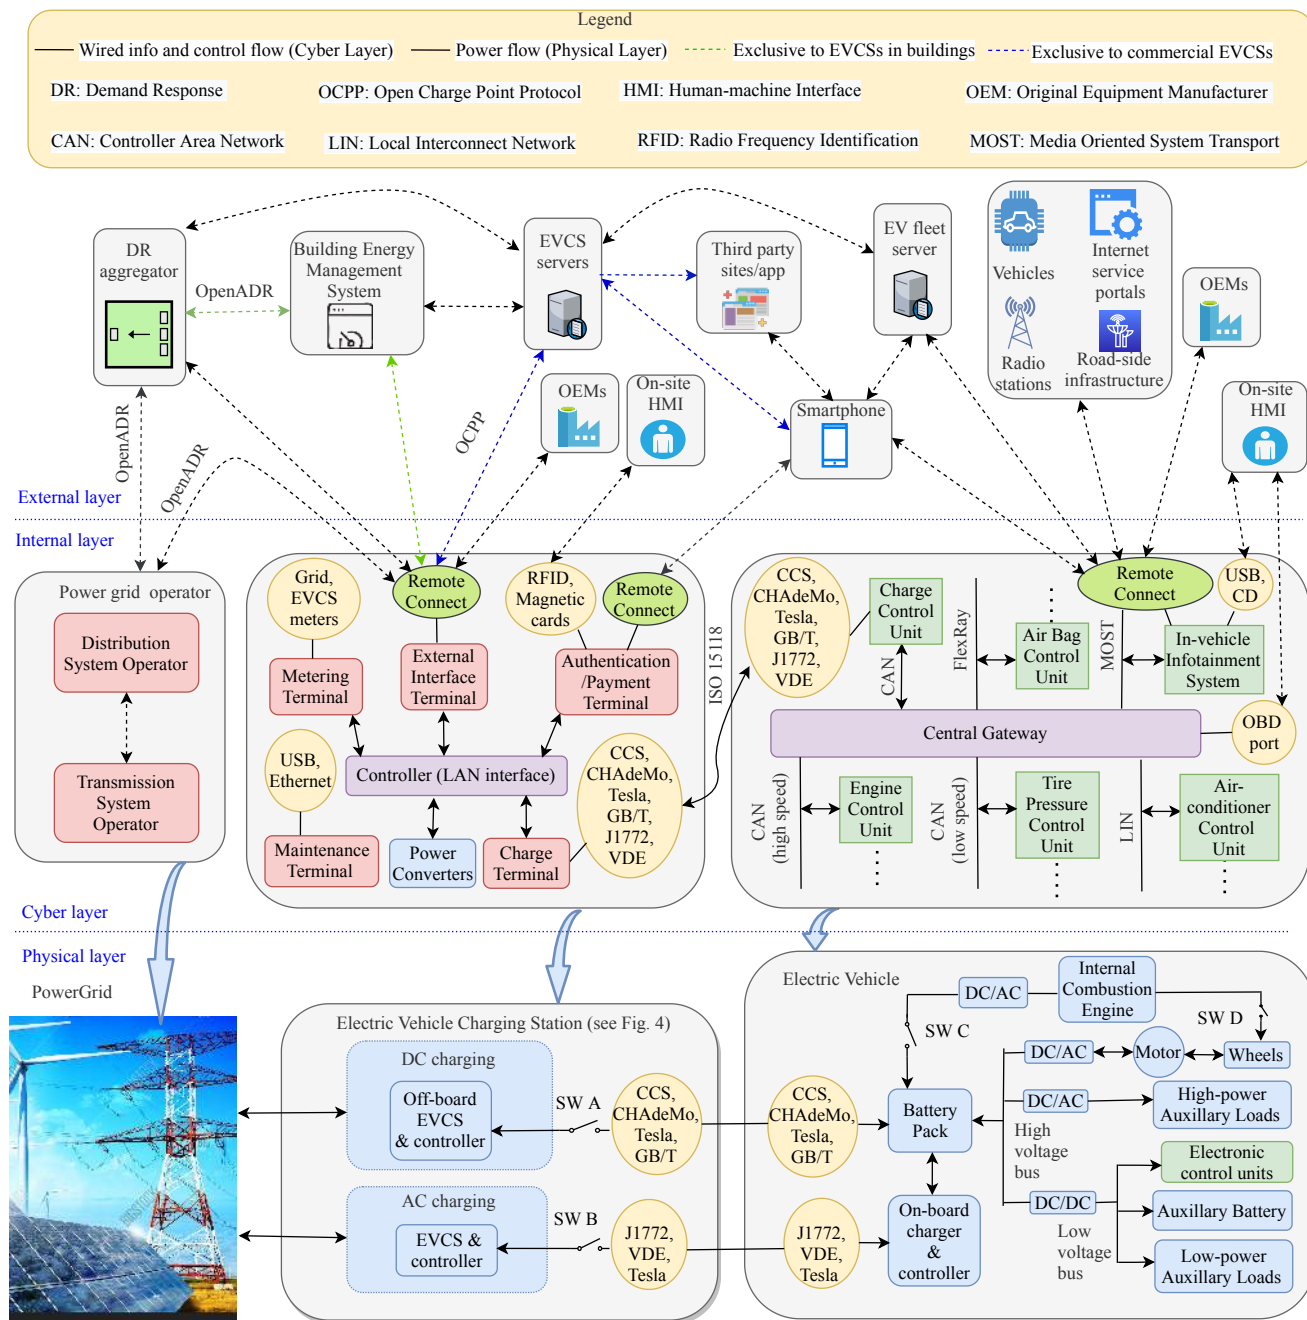 Legend
Wired info and control flow (Cyber Layer)
Power flow (Physical Layer)
Exclusive to EVCSs in buildings
Exclusive to commercial EVCSs
DR: Demand Response
OCPP: Open Charge Point Protocol
HMI: Human-machine Interface
OEM: Original Equipment Manufacturer
CAN: Controller Area Network
LIN: Local Interconnect Network
RFID: Radio Frequency Identification
MOST: Media Oriented System Transport
DR
aggregator
OpenADR
Building Energy
Management
System
EVCS
servers
Third party
sites/app
EV fleet
server
Vehicles
Internet
service
portals
Radio
stations
Road-side
infrastructure
OEMs
On-site
HMI
OEMs
On-site
HMI
Smartphone
OCPP
OpenADR
OpenADR
External layer
Internal layer
Power grid operator
Distribution
System Operator
Transmission
System
Operator
Grid,
EVCS
meters
Remote
Connect
RFID,
Magnetic
cards
Remote
Connect
Metering
Terminal
External
Interface
Terminal
Authentication
/Payment
Terminal
USB,
Ethernet
Controller (LAN interface)
CCS,
CHAdeMo,
Tesla,
GB/T,
J1772,
VDE
Maintenance
Terminal
Power
Converters
Charge
Terminal
ISO 15118
CCS,
CHAdeMo,
Tesla,
GB/T,
J1772,
VDE
Charge
Control
Unit
CAN
FlexRay
Air Bag
Control
Unit
MOST
Remote
Connect
USB,
CD
In-vehicle
Infotainment
System
Central Gateway
OBD
port
CAN
(high speed)
Engine
Control
Unit
CAN
(low speed)
Tire
Pressure
Control
Unit
LIN
Air-
conditioner
Control
Unit
Cyber layer
Physical layer
PowerGrid
Electric Vehicle Charging Station (see Fig. 4)
DC charging
Off-board
EVCS
& controller
SW A
CCS,
CHAdeMo,
Tesla,
GB/T
AC charging
EVCS &
controller
SW B
J1772,
VDE,
Tesla
Electric Vehicle
CCS,
CHAdeMo,
Tesla,
GB/T
J1772,
VDE,
Tesla
DC/AC
Internal
Combustion
Engine
SW C
SW D
DC/AC
Motor
Wheels
Battery
Pack
DC/AC
High-power
Auxillary Loads
High
voltage
bus
Electronic
control units
On-board
charger
&
controller
DC/DC
Auxillary Battery
Low
voltage
bus
Low-power
Auxillary Loads